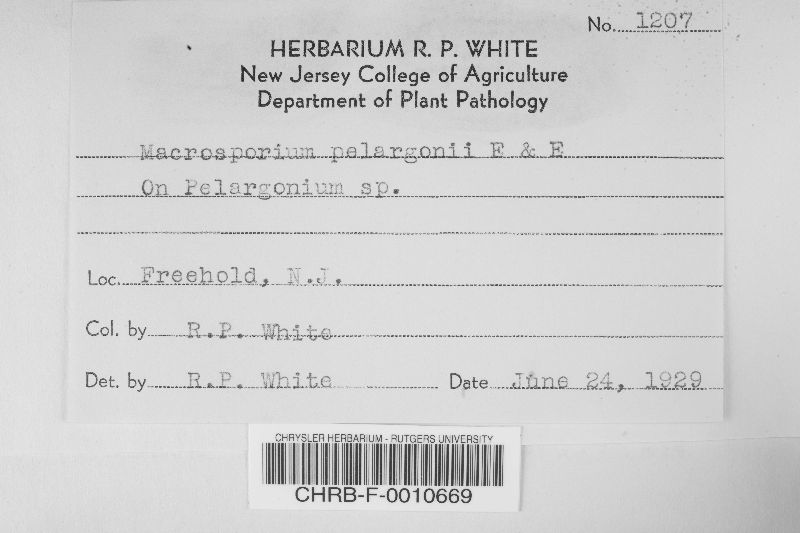 No. 1207
HERBARIUM R. P. WHITE
New Jersey College of Agriculture
Department of Plant Pathology
Macrosporium pelargonii E & E
On Pelargonium sp.
Loc. Freehold, N.J.
Col. by R.P. White
Det. by R.P. White Date June 24, 1929
CHRYSLER HERBARIUM - RUTGERS UNIVERSITY
CHRB-F-0010669